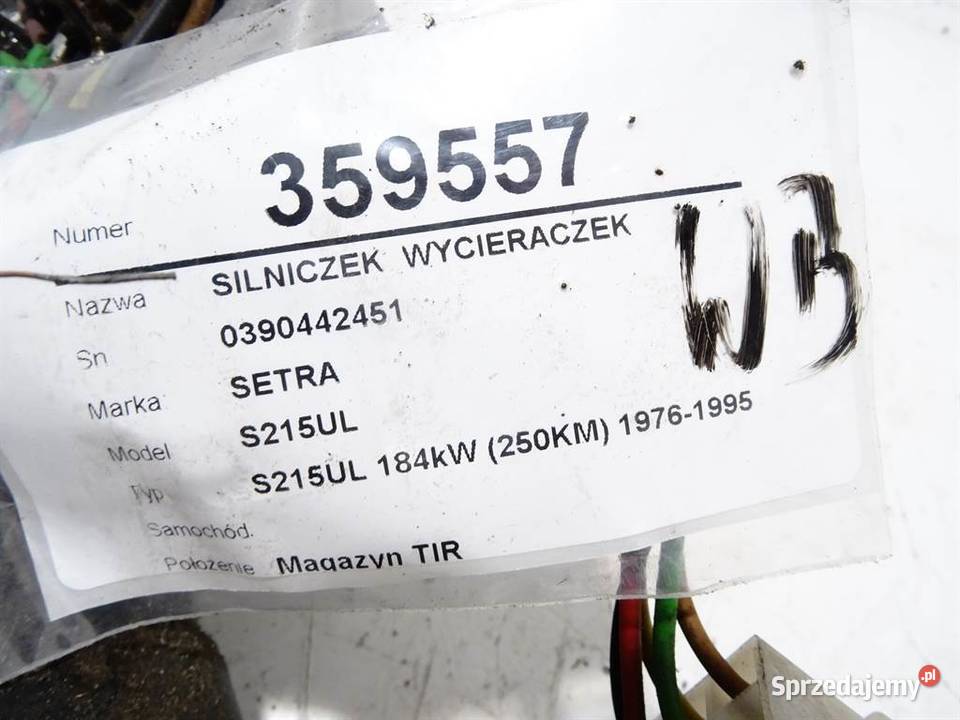 Numer 359557
Nazwa SILNICZEK WYCIERACZEK
Sn 0390442451
Marka SETRA
Model S215UL
Typ S215UL 184kW (250KM) 1976-1995
Samochód.
Położenie Magazyn TIR
W3
Sprzedajemy.pl